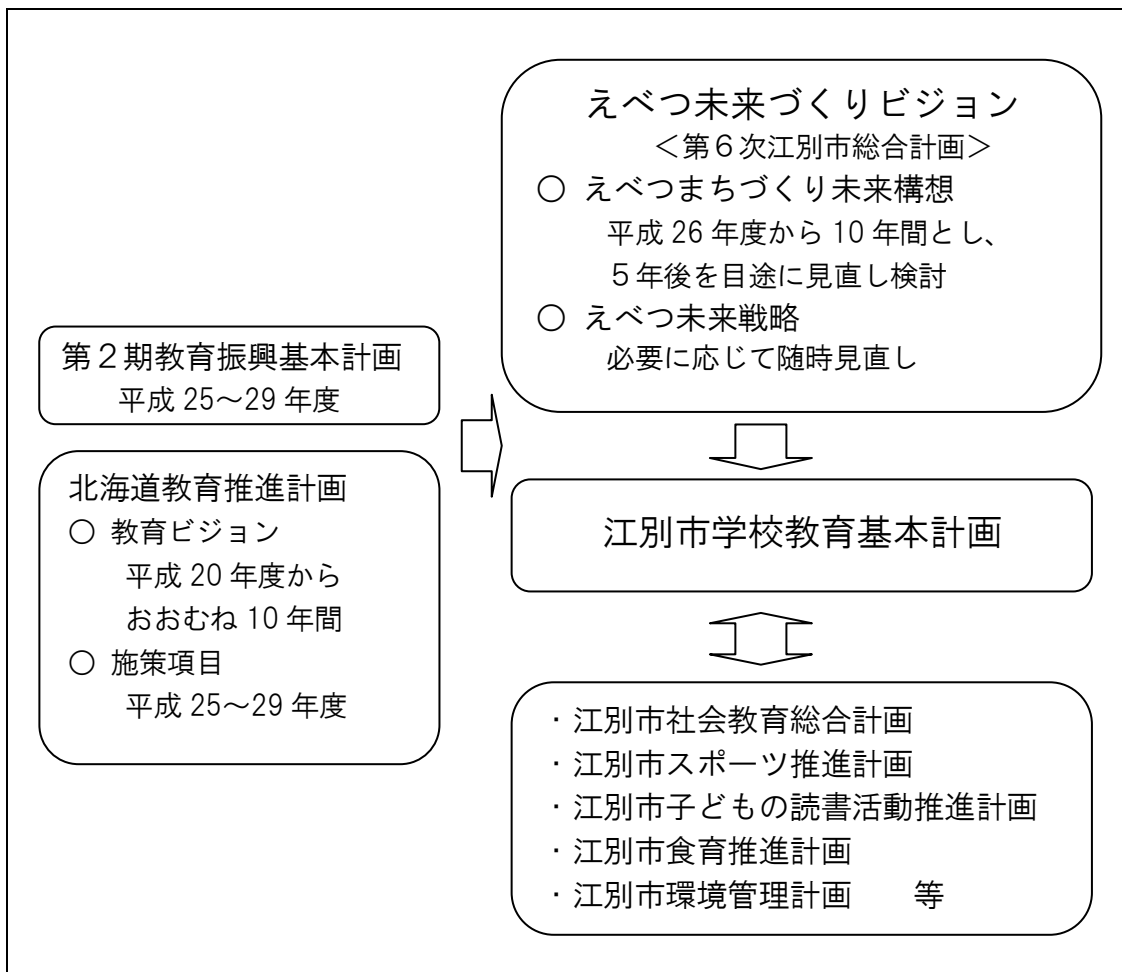 えべつ未来づくりビジョン
＜第６次江別市総合計画＞
○ えべつまちづくり未来構想
平成 26 年度から 10 年間とし、
５年後を目途に見直し検討
○ えべつ未来戦略
必要に応じて随時見直し
第２期教育振興基本計画
平成 25～29 年度
北海道教育推進計画
○ 教育ビジョン
平成 20 年度から
おおむね 10 年間
○ 施策項目
平成 25～29 年度
江別市学校教育基本計画
・江別市社会教育総合計画
・江別市スポーツ推進計画
・江別市子どもの読書活動推進計画
・江別市食育推進計画
・江別市環境管理計画　　等